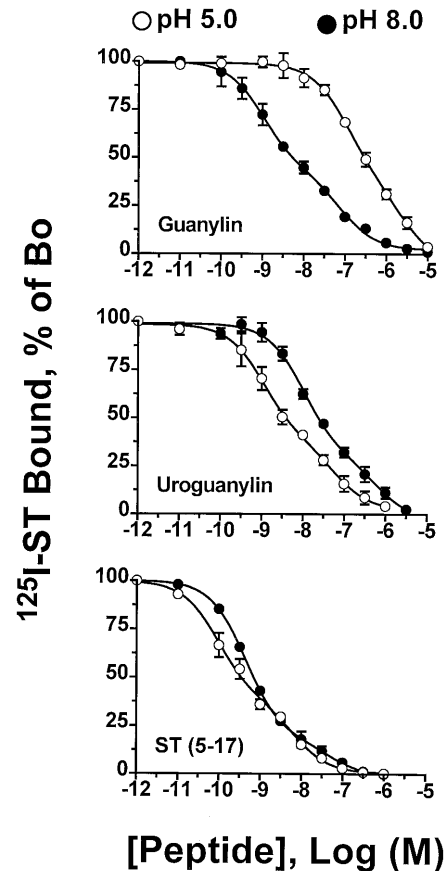 pH 5.0 pH 8.0
100
75
50
25
0
Guanylin
-12 -11 -10 -9 -8 -7 -6 -5
100
75
50
25
0
Uroguanylin
-12 -11 -10 -9 -8 -7 -6 -5
100
75
50
25
0
ST (5-17)
-12 -11 -10 -9 -8 -7 -6 -5
125I-ST Bound, % of Bo
[Peptide], Log (M)